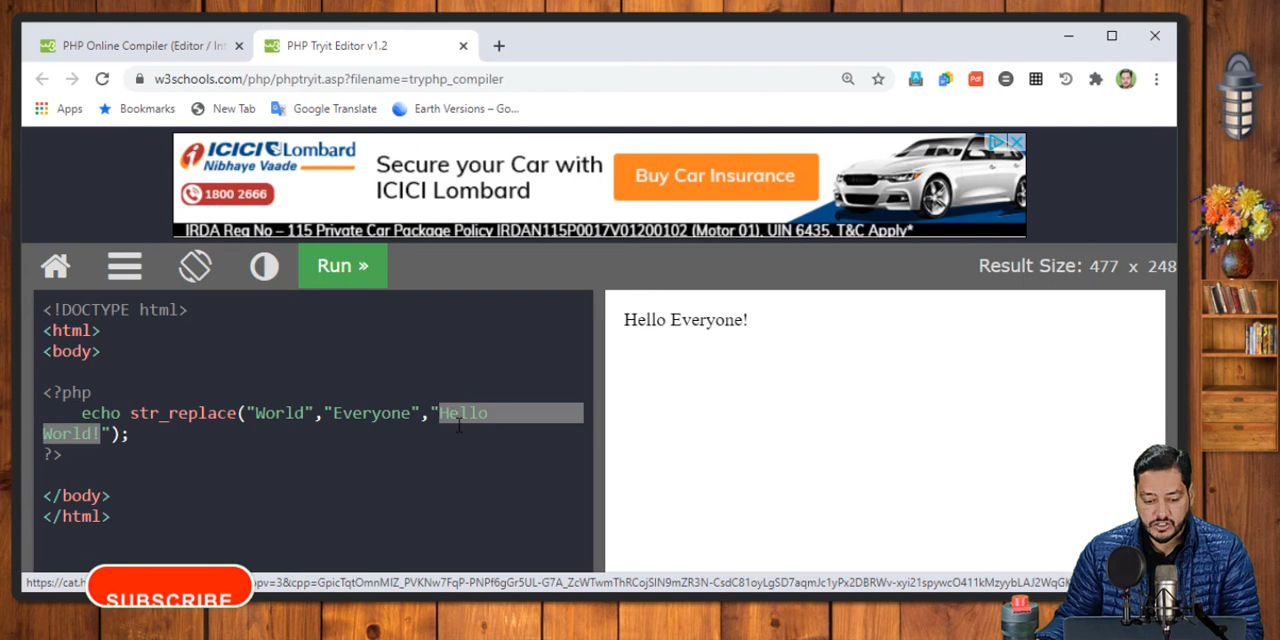 PHP Online Compiler (Editor / Int
PHP Tryit Editor v1.2
w3schools.com/php/phptryit.asp?filename=tryphp_compiler
Apps
Bookmarks
New Tab
Google Translate
Earth Versions – Go...
ICICI Lombard
Nibhaye Vaade
1800 2666
Secure your Car with
ICICI Lombard
Buy Car Insurance
IRDA Reg No – 115 Private Car Package Policy IRDAN115P0017V01200102 (Motor 01), UIN 6435, T&C Apply*
Run »
Result Size: 477 x 248
<!DOCTYPE html>
<html>
<body>
<?php
echo str_replace("World","Everyone","Hello
World!");
?>
</body>
</html>
Hello Everyone!
SUBSCRIBE